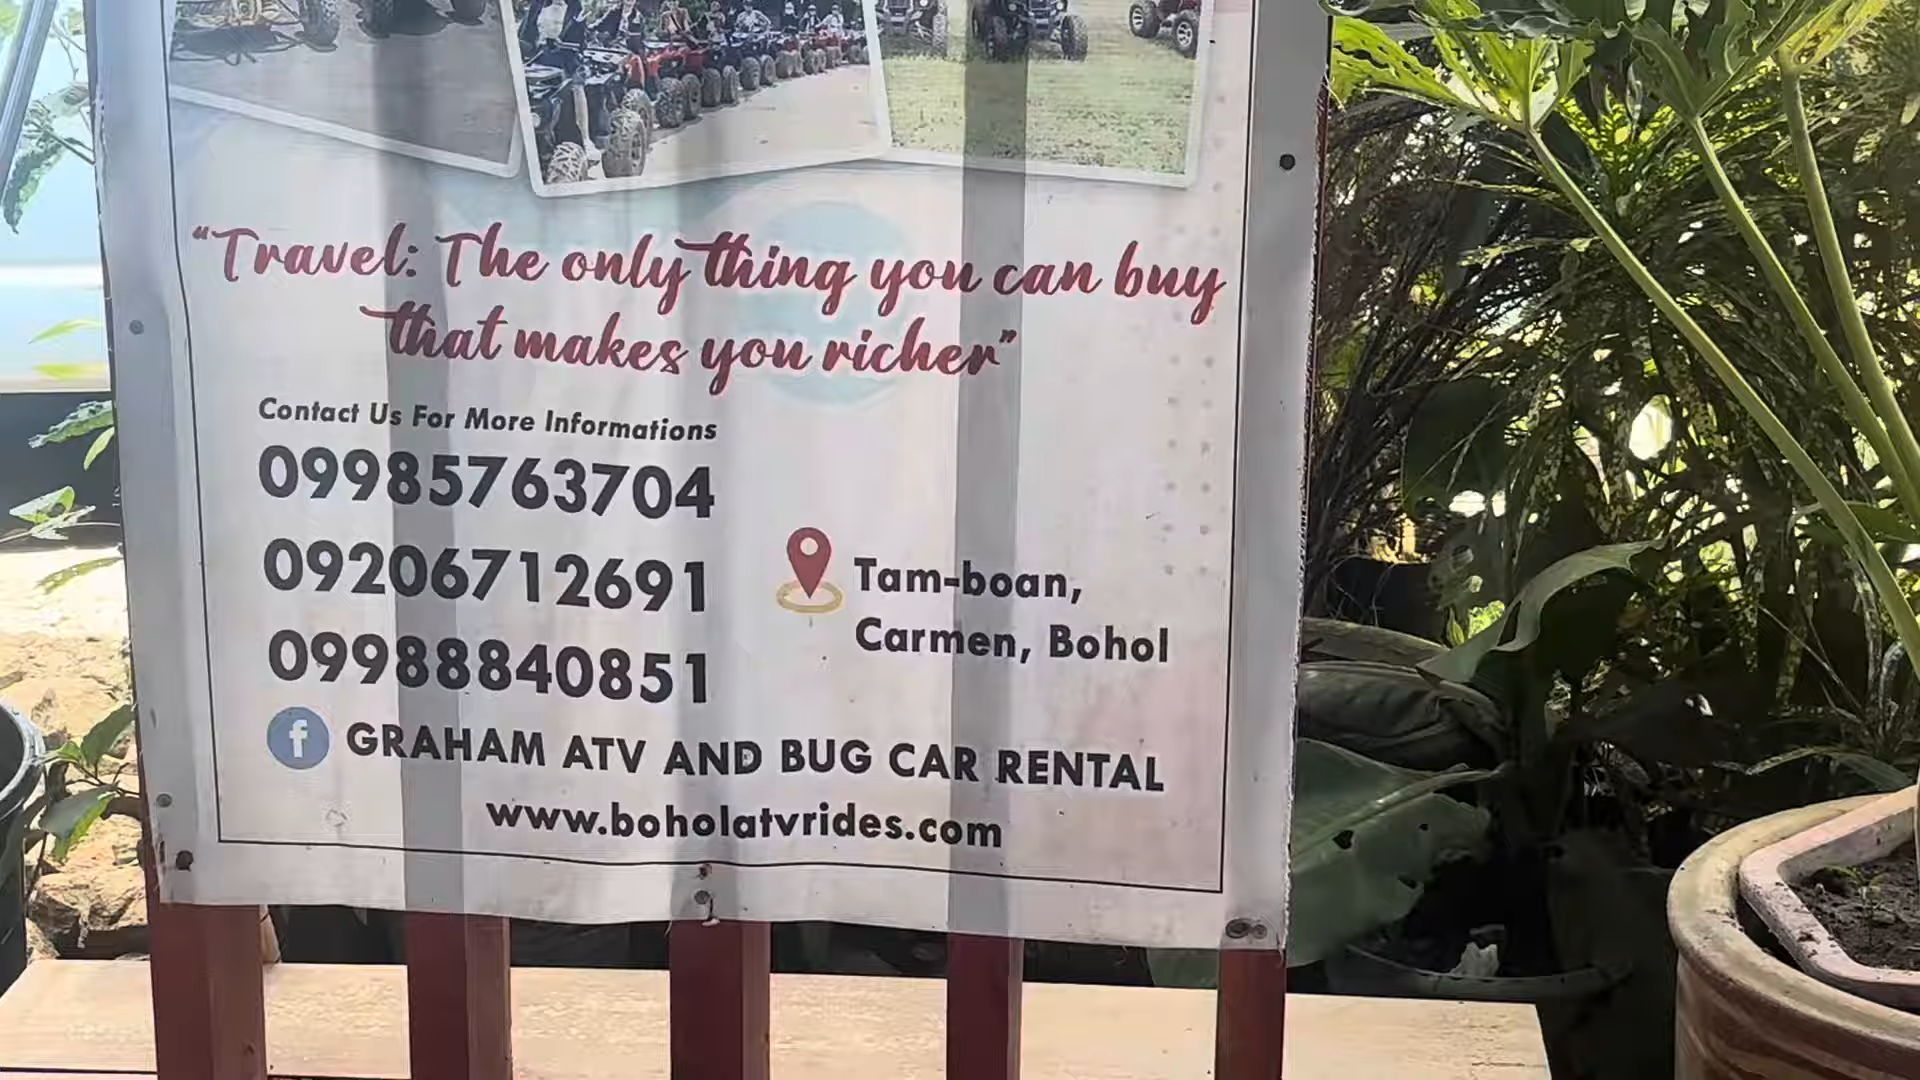 “Travel: The only thing you can buy
that makes you richer”
Contact Us For More Informations
09985763704
09206712691
09988840851
Tam-boan,
Carmen, Bohol
f GRAHAM ATV AND BUG CAR RENTAL
www.boholatvrides.com